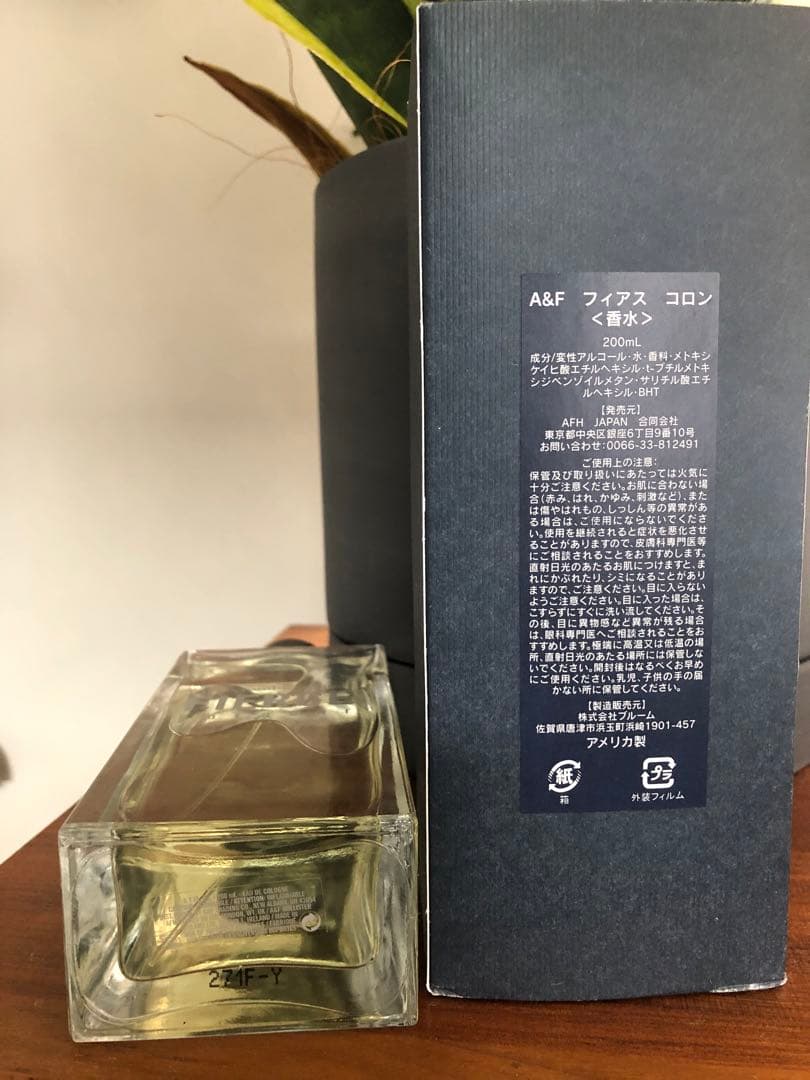 A&F フィアス コロン
<香水>
200mL
成分/変性アルコール・水・香料・メトキシ
ケイヒ酸エチルヘキシル・t-ブチルメトキ
シジベンゾイルメタン・サリチル酸エチ
ルヘキシル・BHT
【発売元】
AFH JAPAN 合同会社
東京都中央区銀座6丁目9番10号
お問い合わせ:0066-33-812491
ご使用上の注意:
保管及び取り扱いにあたっては火気に
十分ご注意ください。お肌に合わない場
合(赤み、はれ、かゆみ、刺激など)、また
は傷やはれもの、しっしん等の異常があ
る場合は、ご使用にならないでくださ
い。使用を継続されると症状を悪化させ
ることがありますので、皮膚科専門医等
にご相談されることをおすすめします。
直射日光のあたるお肌につけますと、ま
れにかぶれたり、シミになることがあり
ますので、ご注意ください。目に入らない
ようご注意ください。目に入った場合は、
こすらずにすぐに洗い流してください。そ
の後、目に異物感など異常が残る場合
は、眼科専門医へご相談されることをお
すすめします。極端に高温又は低温の場
所、直射日光のあたる場所には保管しな
いでください。開封後はなるべくお早め
にご使用ください。乳児、子供の手の届
かない所に保管してください。
【製造販売元】
株式会社ブルーム
佐賀県唐津市浜玉町浜崎1901-457
アメリカ製
紙
箱
プラ
外装フィルム
EAU DE COLOGNE
ATTENTION: INFLAMMABLE
NEW ALBANY, OH 43054
A&F HOLLISTER
IRELAND / MADE IN
271F-Y